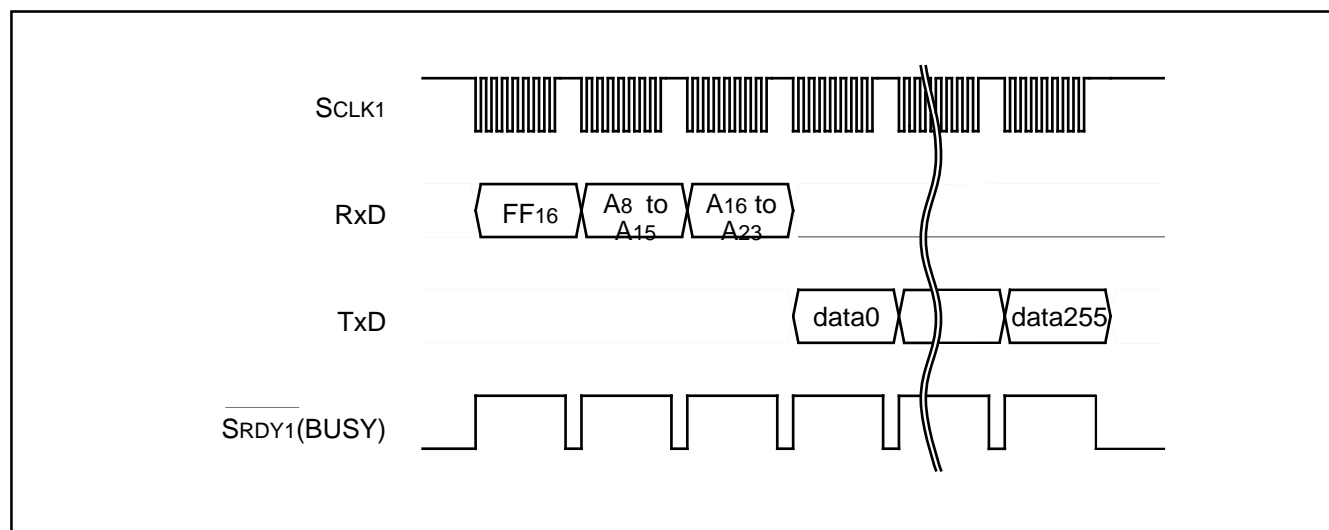 SCLK1
RxD
FF16
A8 to
A15
A16 to
A23
TxD
data0
data255
SRDY1(BUSY)